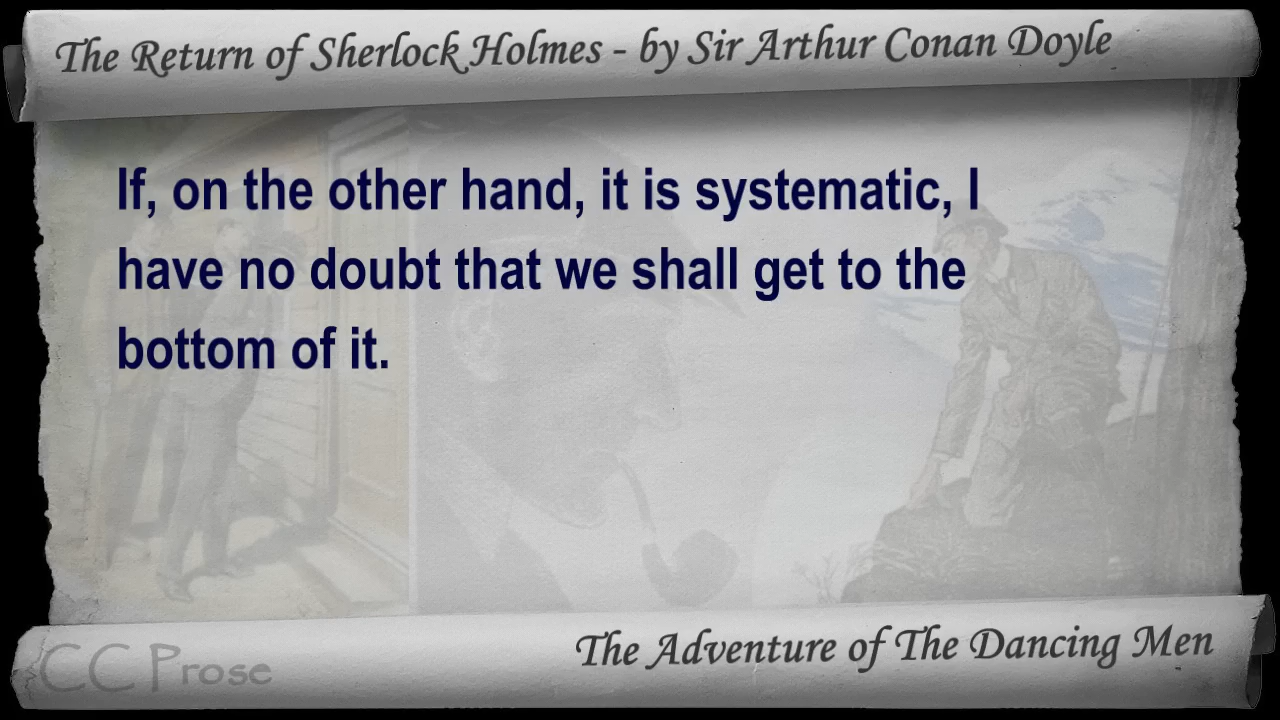 The Return of Sherlock Holmes - by Sir Arthur Conan Doyle
If, on the other hand, it is systematic, I
have no doubt that we shall get to the
bottom of it.
CC Prose
The Adventure of The Dancing Men